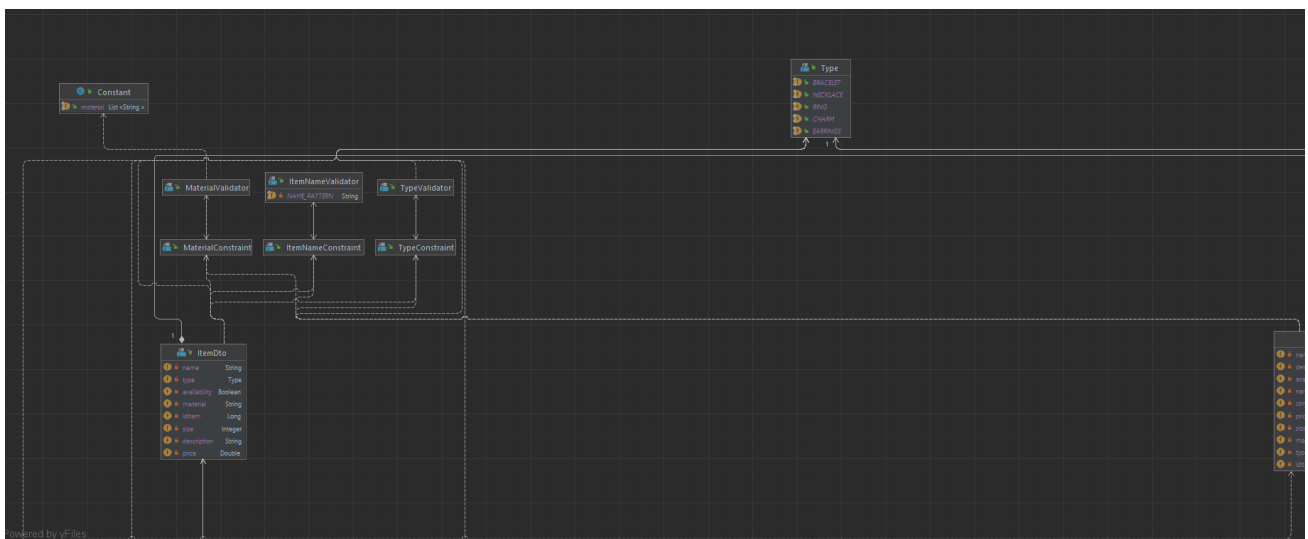 Type
BRACELET
NECKLACE
RING
CHARM
EARRINGS
1
Constant
material List <String >
MaterialValidator
ItemNameValidator
NAME_PATTERN String
TypeValidator
MaterialConstraint
ItemNameConstraint
TypeConstraint
1
ItemDto
name String
type Type
availability Boolean
material String
idItem Long
size Integer
description String
price Double
Powered by yFiles